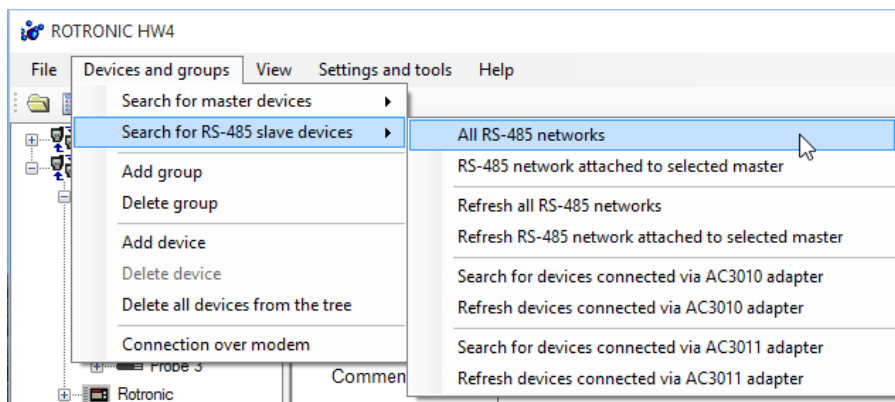 ROTRONIC HW4
File Devices and groups View Settings and tools Help
Search for master devices
Search for RS-485 slave devices
Add group
Delete group
Add device
Delete device
Delete all devices from the tree
Connection over modem
All RS-485 networks
RS-485 network attached to selected master
Refresh all RS-485 networks
Refresh RS-485 network attached to selected master
Search for devices connected via AC3010 adapter
Refresh devices connected via AC3010 adapter
Search for devices connected via AC3011 adapter
Refresh devices connected via AC3011 adapter
Probe 3
Rotronic
Commen